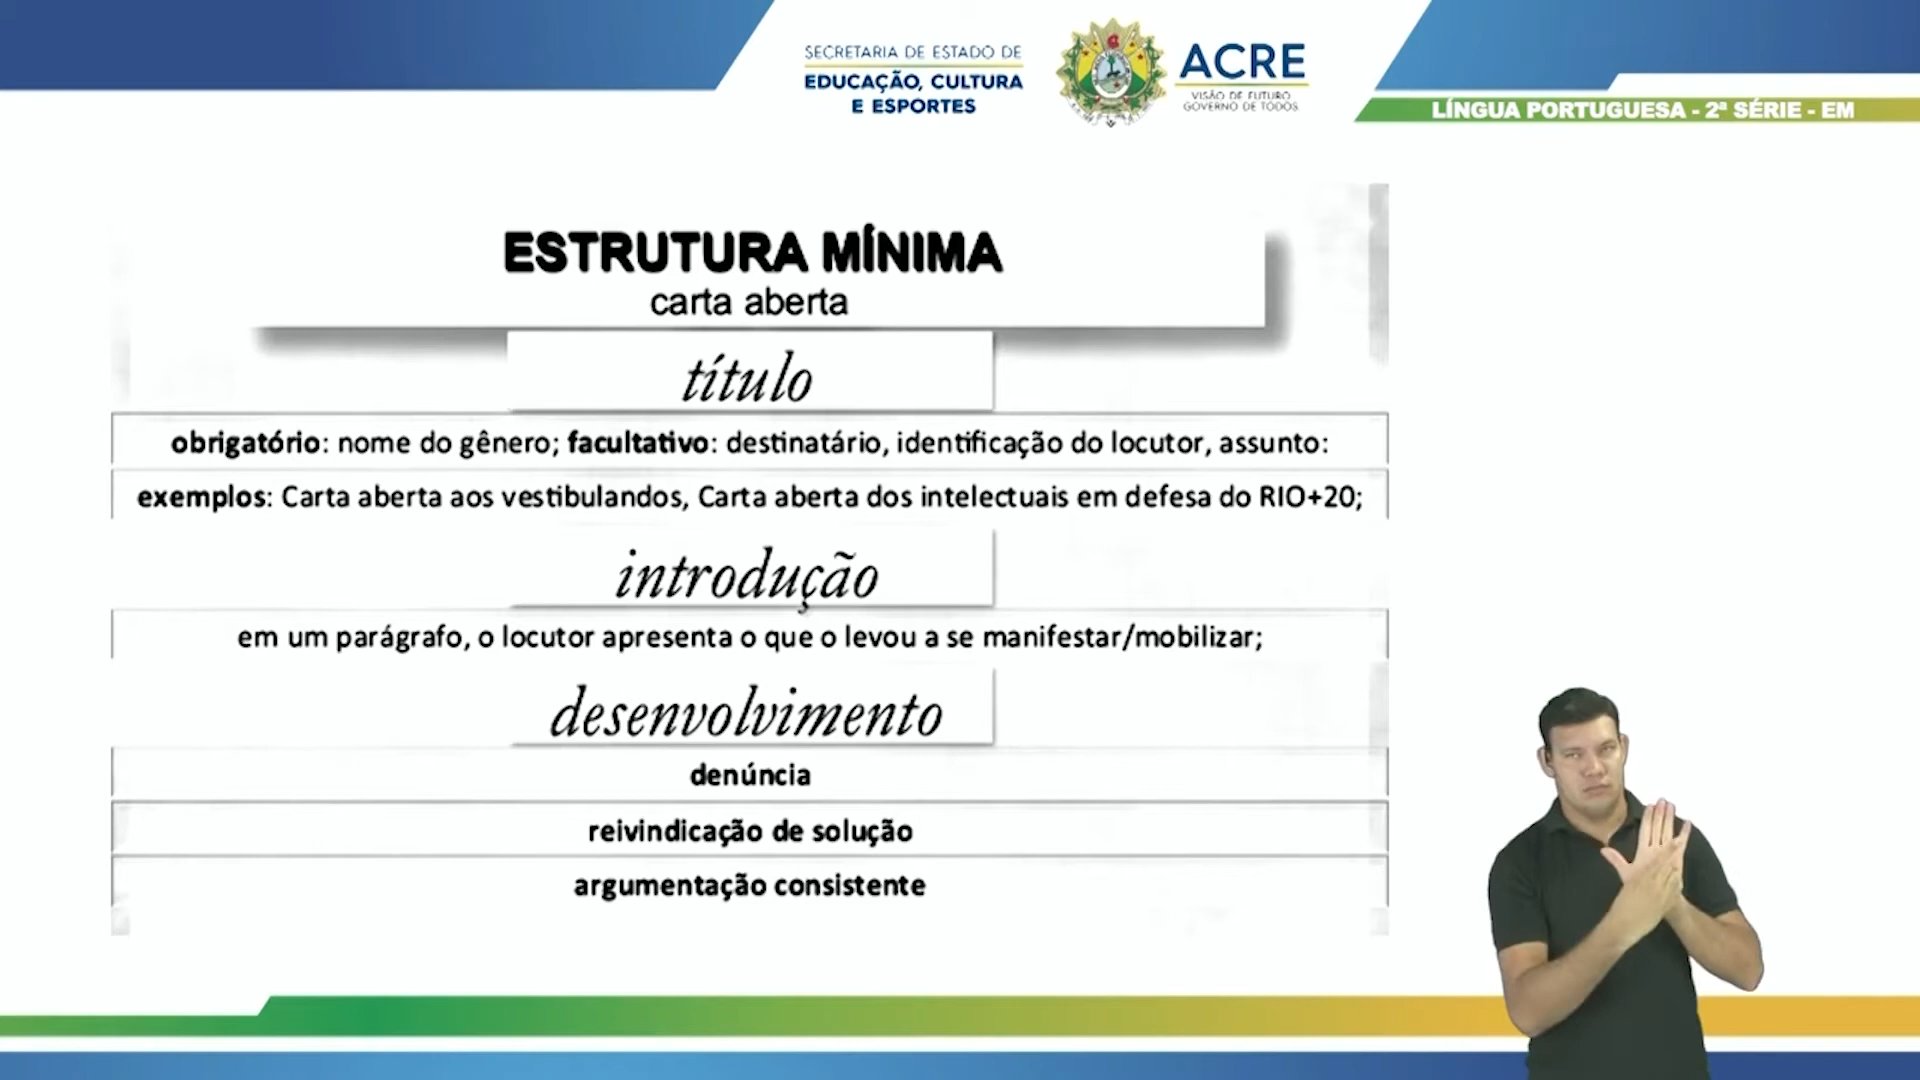 SECRETARIA DE ESTADO DE
EDUCAÇÃO, CULTURA
E ESPORTES
ACRE
VISÃO DE FUTURO
GOVERNO DE TODOS
LÍNGUA PORTUGUESA - 2ª SÉRIE - EM
ESTRUTURA MÍNIMA
carta aberta
título
obrigatório: nome do gênero; facultativo: destinatário, identificação do locutor, assunto:
exemplos: Carta aberta aos vestibulandos, Carta aberta dos intelectuais em defesa do RIO+20;
introdução
em um parágrafo, o locutor apresenta o que o levou a se manifestar/mobilizar;
desenvolvimento
denúncia
reivindicação de solução
argumentação consistente